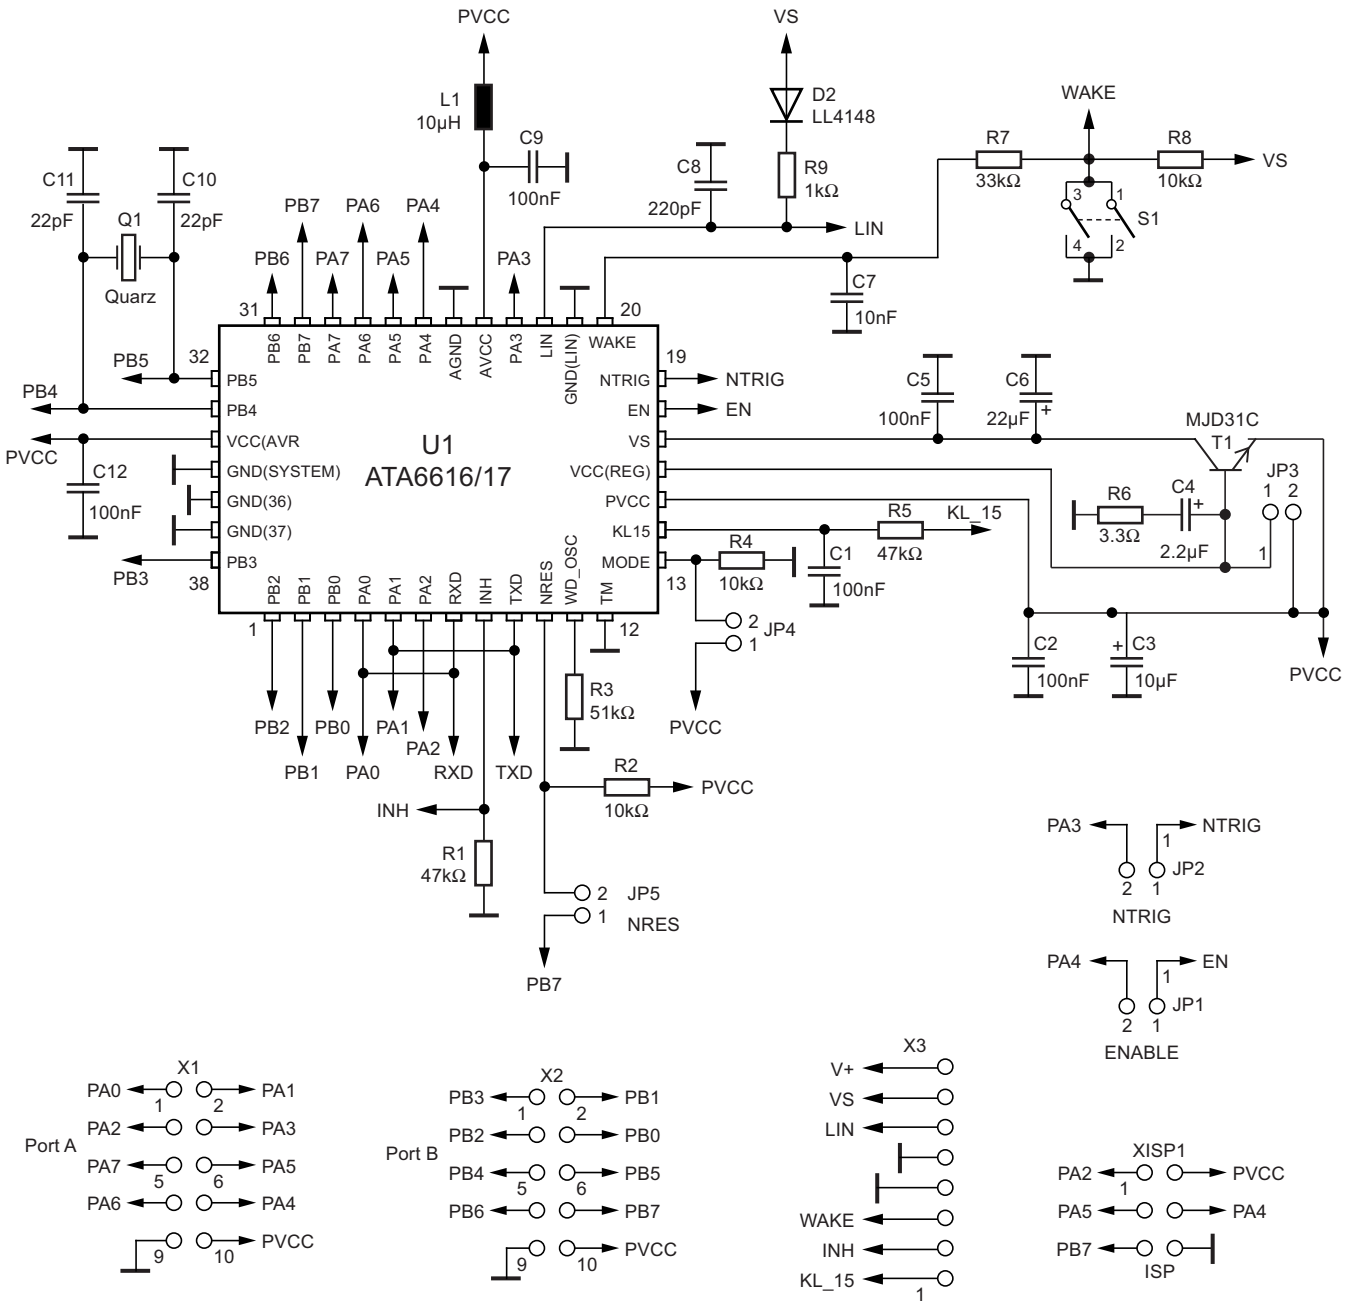 PVCC
VS
L1
10µH
D2
LL4148
WAKE
C9
100nF
C8
220pF
R9
1kΩ
R7
33kΩ
R8
10kΩ
VS
C11
22pF
C10
22pF
Q1
Quarz
PB7
PA6
PA4
PB6
PA7
PA5
PA3
LIN
3
1
S1
4
2
C7
10nF
31
20
PB6
PB7
PA7
PA6
PA5
PA4
AGND
AVCC
PA3
LIN
GND(LIN)
WAKE
PB5
32
PB5
NTRIG
19
NTRIG
PB4
PB4
EN
EN
PVCC
VCC(AVR
VS
C12
100nF
GND(SYSTEM)
VCC(REG)
GND(36)
PVCC
GND(37)
KL15
PB3
38
PB3
MODE
13
U1
ATA6616/17
C5
100nF
C6
22µF
+
MJD31C
T1
JP3
1
2
R6
3.3Ω
C4
+
2.2µF
1
R5
47kΩ
KL_15
R4
10kΩ
C1
100nF
PB2
PB1
PB0
PA0
PA1
PA2
RXD
INH
TXD
NRES
WD_OSC
TM
1
12
2
1
JP4
PVCC
C2
100nF
+
C3
10µF
PVCC
R3
51kΩ
PB2
PB0
PA1
PA2
PB1
PA0
RXD
TXD
R2
10kΩ
PVCC
INH
R1
47kΩ
2
1
JP5
NRES
PB7
PA3
NTRIG
1
JP2
2
1
NTRIG
PA4
EN
1
JP1
2
1
ENABLE
X1
PA0
1
2
PA1
PA2
PA3
Port A
PA7
5
6
PA5
PA6
PA4
9
10
PVCC
X2
PB3
1
2
PB1
PB2
PB0
Port B
PB4
5
6
PB5
PB6
PB7
9
10
PVCC
X3
V+
VS
LIN
WAKE
INH
KL_15
1
XISP1
PA2
1
PVCC
PA5
PA4
PB7
ISP